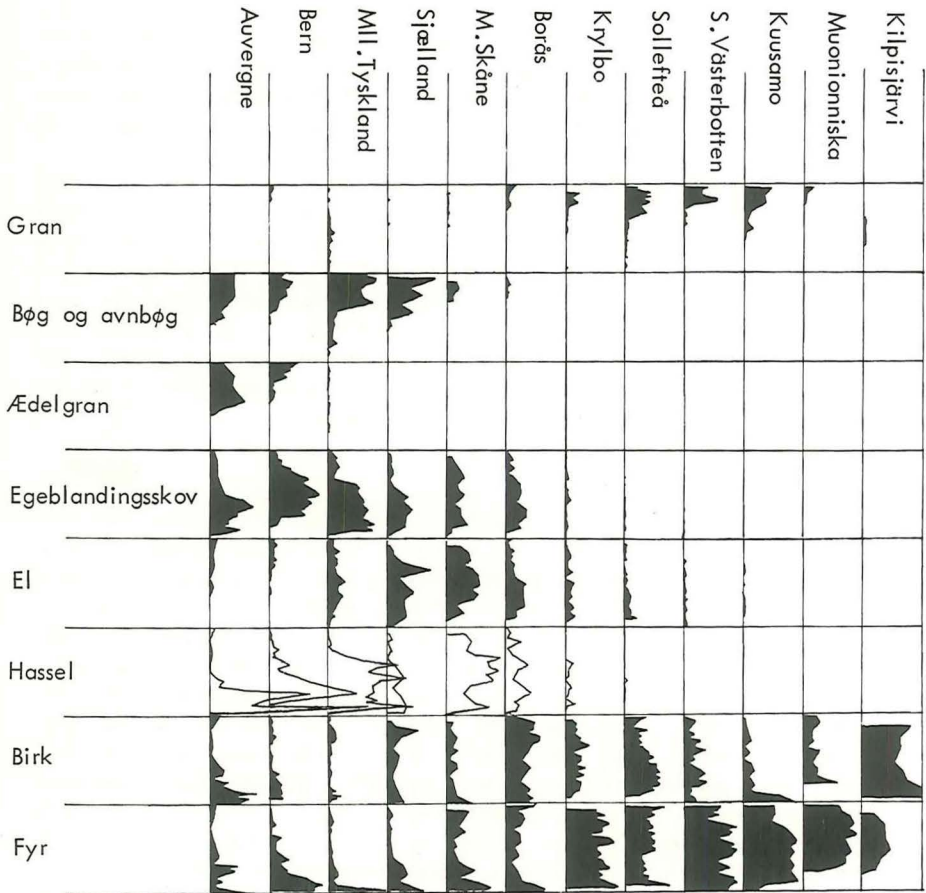 Auvergne
Bern
Mll. Tyskland
Sjælland
M. Skåne
Borås
Krylbo
Sollefteå
S. Västerbotten
Kuusamo
Muonionniska
Kilpisjärvi
Gran
Bøg og avnbøg
Ædelgran
Egeblandingsskov
El
Hassel
Birk
Fyr